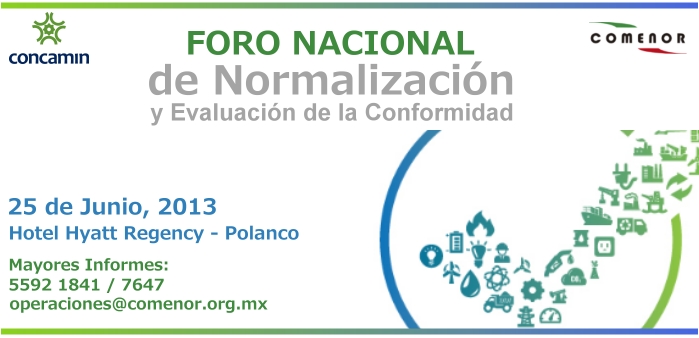 concamin
FORO NACIONAL
de Normalización
y Evaluación de la Conformidad
COMENOR
25 de Junio, 2013
Hotel Hyatt Regency - Polanco
Mayores Informes:
5592 1841 / 7647
operaciones@comenor.org.mx